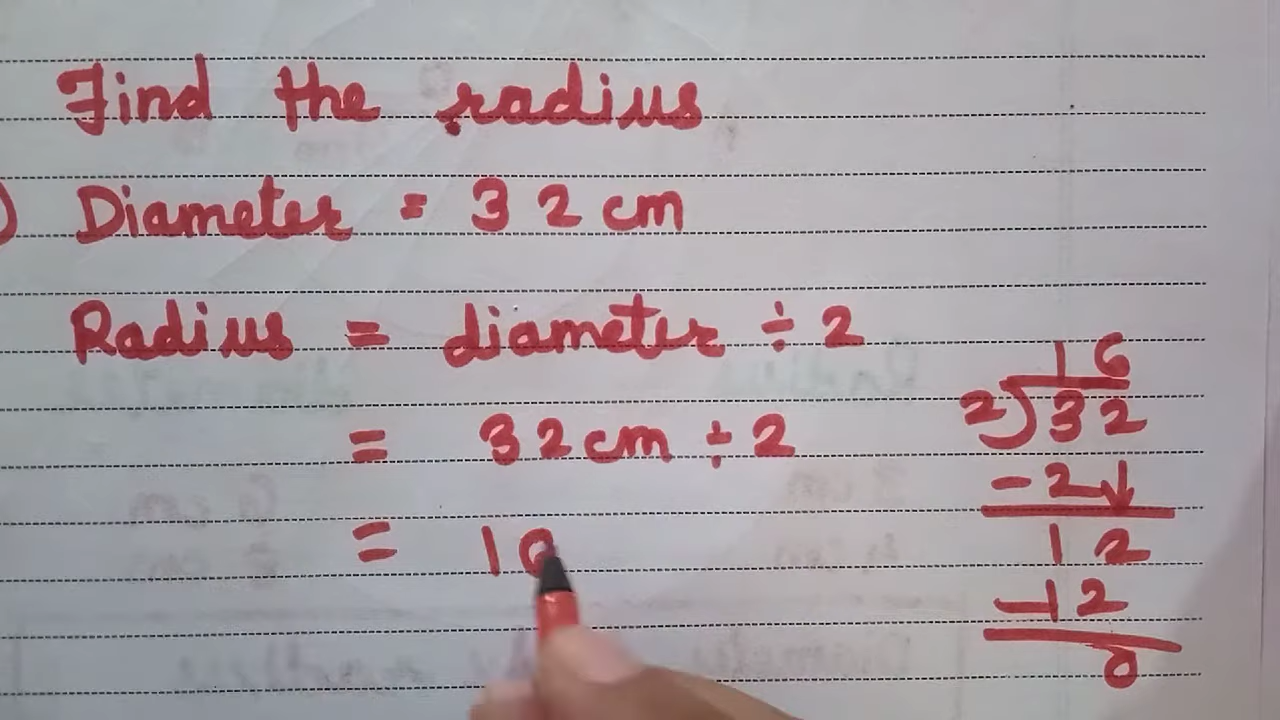 Find the radius
) Diameter = 32 cm
Radius = diameter ÷ 2
= 32 cm ÷ 2
= 16
16
2)32
-2↓
12
-12
0